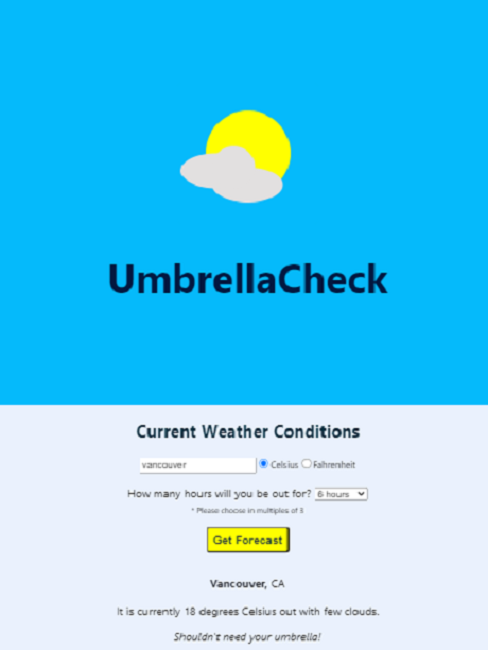 UmbrellaCheck
Current Weather Conditions
vancouver Celsius Fahrenheit
How many hours will you be out for? 6 hours
* Please choose in multiples of 3
Get Forecast
Vancouver, CA
It is currently 18 degrees Celsius out with few clouds.
Shouldn't need your umbrella!